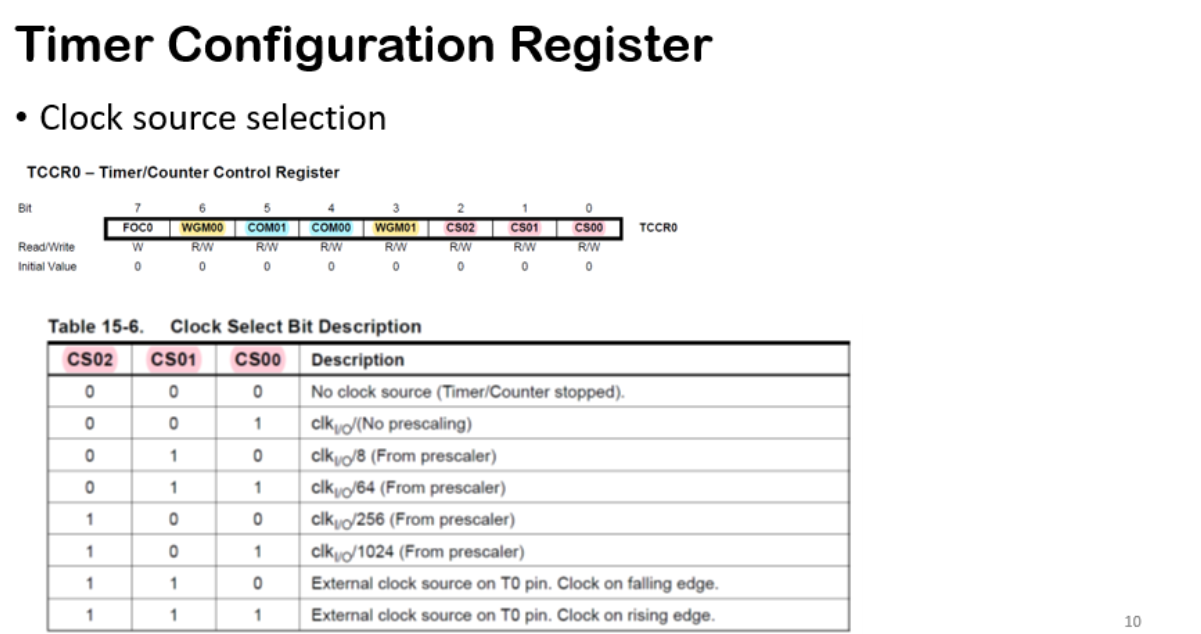 Timer Configuration Register
• Clock source selection
TCCR0 – Timer/Counter Control Register
Bit 7 6 5 4 3 2 1 0
FOC0 WGM00 COM01 COM00 WGM01 CS02 CS01 CS00 TCCR0
Read/Write W R/W R/W R/W R/W R/W R/W R/W
Initial Value 0 0 0 0 0 0 0 0
Table 15-6. Clock Select Bit Description
CS02 CS01 CS00 Description
0 0 0 No clock source (Timer/Counter stopped).
0 0 1 clkI/O/(No prescaling)
0 1 0 clkI/O/8 (From prescaler)
0 1 1 clkI/O/64 (From prescaler)
1 0 0 clkI/O/256 (From prescaler)
1 0 1 clkI/O/1024 (From prescaler)
1 1 0 External clock source on T0 pin. Clock on falling edge.
1 1 1 External clock source on T0 pin. Clock on rising edge.
10